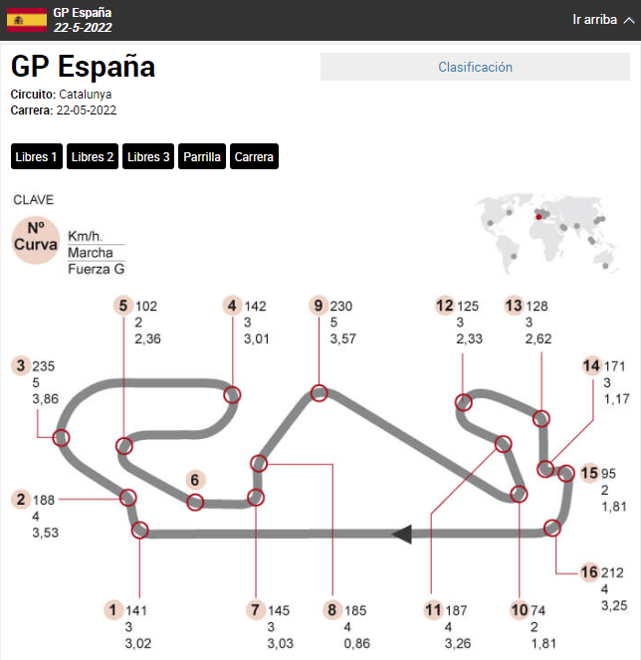 GP España
22-5-2022
Ir arriba
GP España
Clasificación
Circuito: Catalunya
Carrera: 22-05-2022
Libres 1
Libres 2
Libres 3
Parrilla
Carrera
CLAVE
Nº
Curva
Km/h.
Marcha
Fuerza G
5 102
2
2,36
4 142
3
3,01
9 230
5
3,57
12 125
3
2,33
13 128
3
2,62
3 235
5
3,86
14 171
3
1,17
6
15 95
2
1,81
2 188
4
3,53
16 212
4
3,25
1 141
3
3,02
7 145
3
3,03
8 185
4
0,86
11 187
4
3,26
10 74
2
1,81